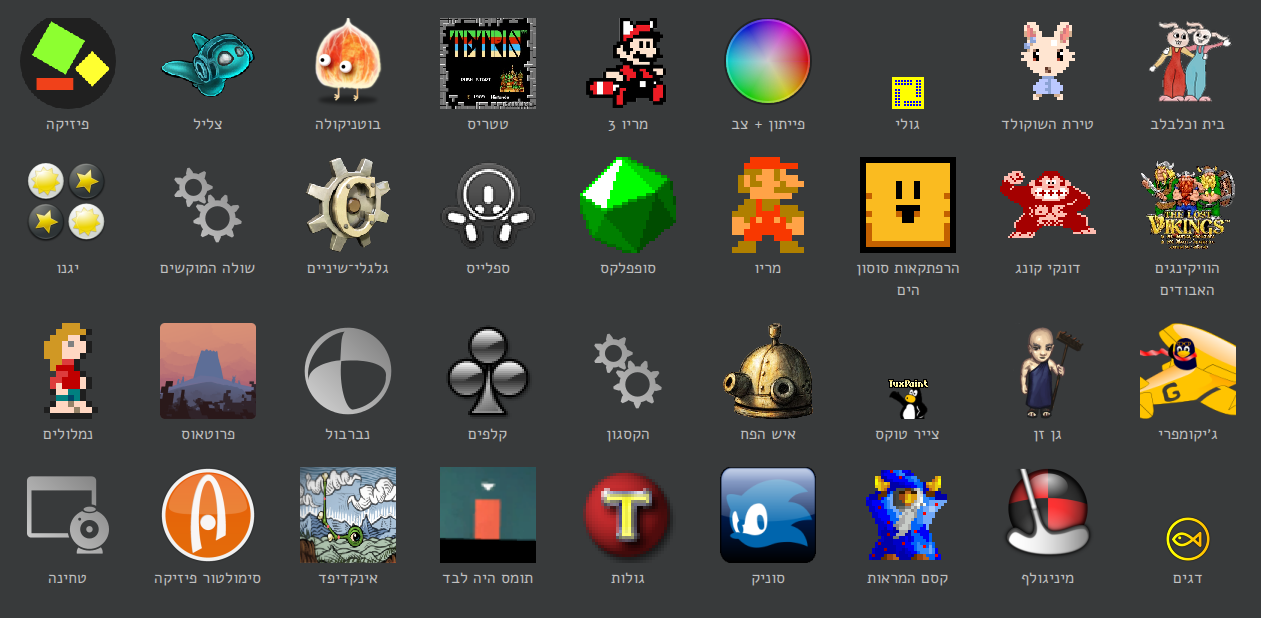 בית וכלבלב
טירת השוקולד
גולי
פייתון + צב
מריו 3
TETRIS
PUSH START
טטריס
בוטניקולה
צליל
פיזיקה
THE LOST
VIKINGS
הוויקינגים
האבודים
דונקי קונג
הרפתקאות סוסון
הים
מריו
סופפלקס
ספלייס
גלגלי־שיניים
שולה המוקשים
יגנו
G
ג'יקומפרי
גן זן
TuxPaint
צייר טוקס
איש הפח
הקסגון
קלפים
נברבול
פרוטאוס
נמלולים
דגים
מיניגולף
קסם המראות
סוניק
T
גולות
תומס היה לבד
אינקדיפד
סימולטור פיזיקה
טחינה